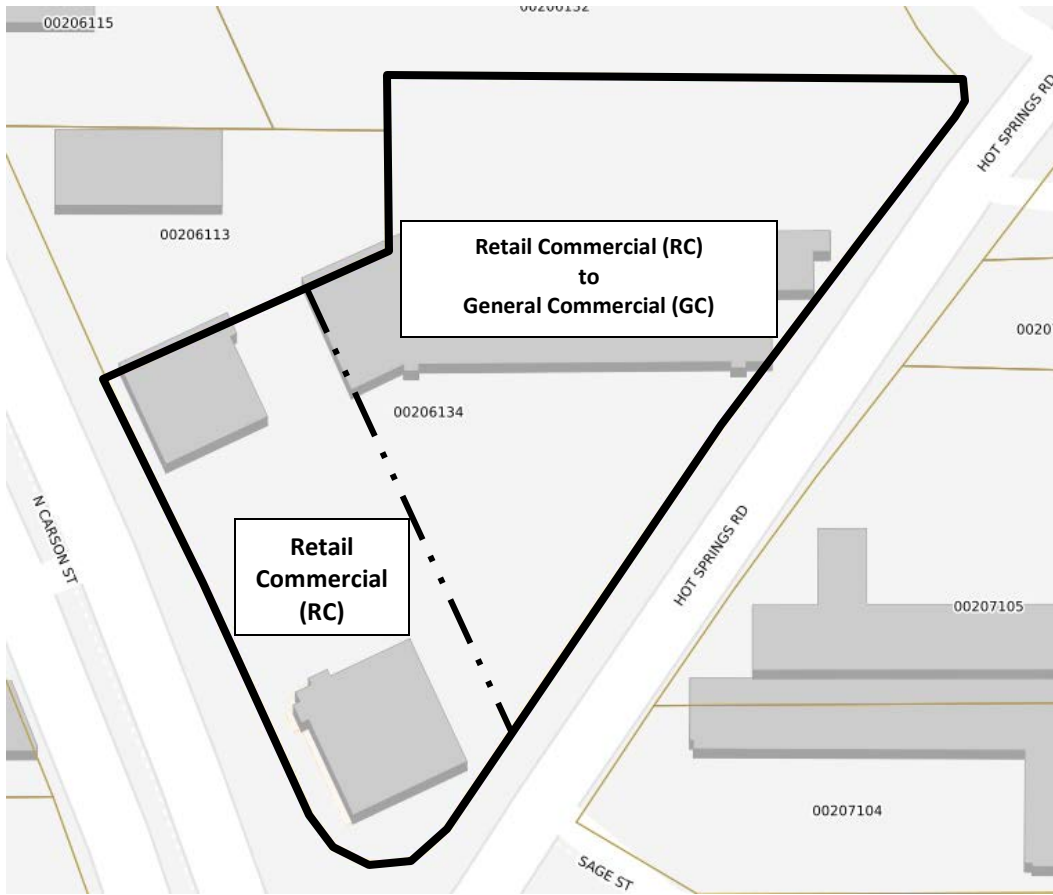 00206132
00206115
HOT SPRINGS RD
00206113
Retail Commercial (RC)
to
General Commercial (GC)
00206134
N CARSON ST
Retail
Commercial
(RC)
HOT SPRINGS RD
00207105
00207104
SAGE ST